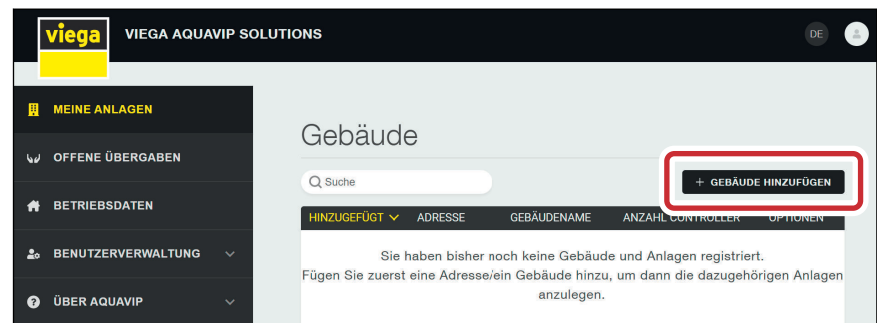 viega
VIEGA AQUAVIP SOLUTIONS
DE
MEINE ANLAGEN
OFFENE ÜBERGABEN
BETRIEBSDATEN
BENUTZERVERWALTUNG
ÜBER AQUAVIP
Gebäude
Suche
+ GEBÄUDE HINZUFÜGEN
HINZUGEFÜGT ADRESSE GEBÄUDENAME ANZAHL CONTROLLER OPTIONEN
Sie haben bisher noch keine Gebäude und Anlagen registriert.
Fügen Sie zuerst eine Adresse/ein Gebäude hinzu, um dann die dazugehörigen Anlagen
anzulegen.